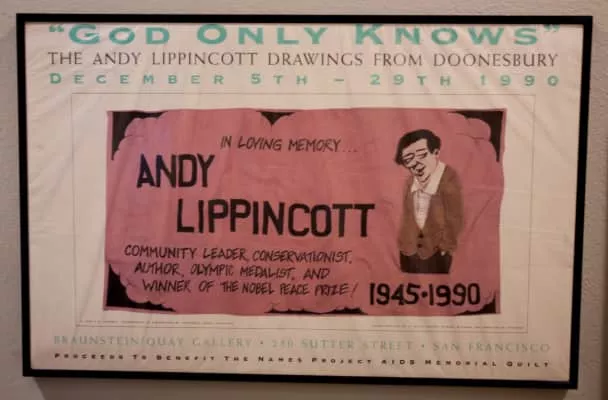 "GOD ONLY KNOWS"
THE ANDY LIPPINCOTT DRAWINGS FROM DOONESBURY
DECEMBER 5TH – 29TH 1990
IN LOVING MEMORY...
ANDY
LIPPINCOTT
COMMUNITY LEADER, CONSERVATIONIST,
AUTHOR, OLYMPIC MEDALIST, AND
WINNER OF THE NOBEL PEACE PRIZE!
1945·1990
BRAUNSTEIN/QUAY GALLERY • 250 SUTTER STREET • SAN FRANCISCO
PROCEEDS TO BENEFIT THE NAMES PROJECT AIDS MEMORIAL QUILT